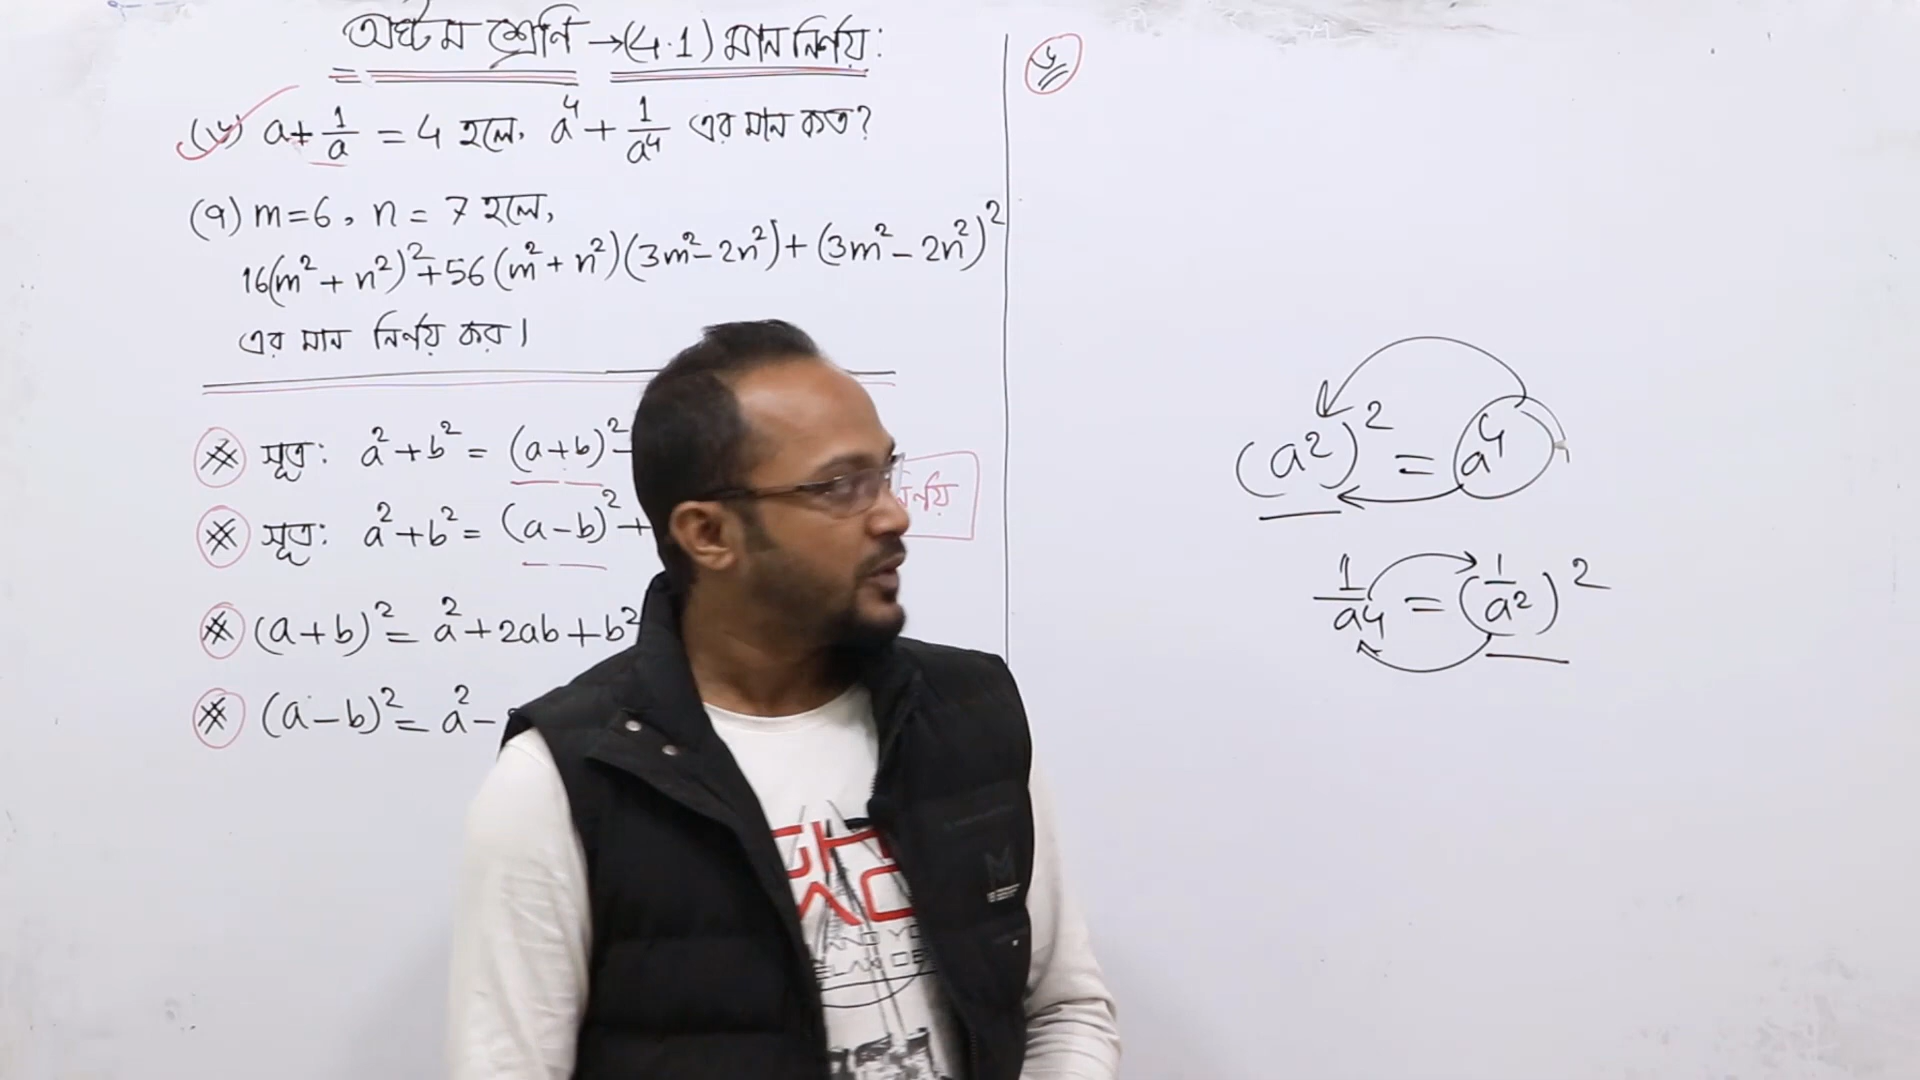 অষ্টম শ্রেণি → (4.1) মান নির্ণয়:
(৬) a + 1/a = 4 হলে, a⁴ + 1/a⁴ এর মান কত?
(৭) m = 6, n = 7 হলে,
16(m² + n²)² + 56(m² + n²)(3m² - 2n²) + (3m² - 2n²)²
এর মান নির্ণয় কর।
※ সূত্র: a² + b² = (a+b)² -
※ সূত্র: a² + b² = (a-b)² +
※ (a+b)² = a² + 2ab + b²
※ (a-b)² = a² -
৬
(a²)² = a⁴
1/a⁴ = (1/a²)²